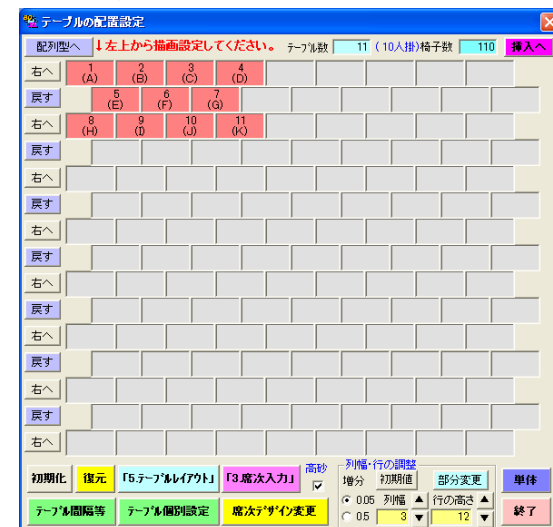 テーブルの配置設定
配列型へ ↓左上から描画設定してください。 テーブル数 11 (10人掛)椅子数 110 挿入へ
右へ 1 2 3 4
(A) (B) (C) (D)
戻す 5 6 7
(E) (F) (G)
右へ 8 9 10 11
(H) (I) (J) (K)
戻す
右へ
戻す
右へ
戻す
右へ
戻す
右へ
戻す
右へ
戻す
右へ
高砂 列幅・行の調整
初期化 復元 「5.テーブルレイアウト」 「3.席次入力」 増分 初期値 部分変更 単体
0.05 列幅 ▲ 行の高さ ▲
テーブル間隔等 テーブル個別設定 席次デザイン変更 0.5 3 ▼ 12 ▼ 終了